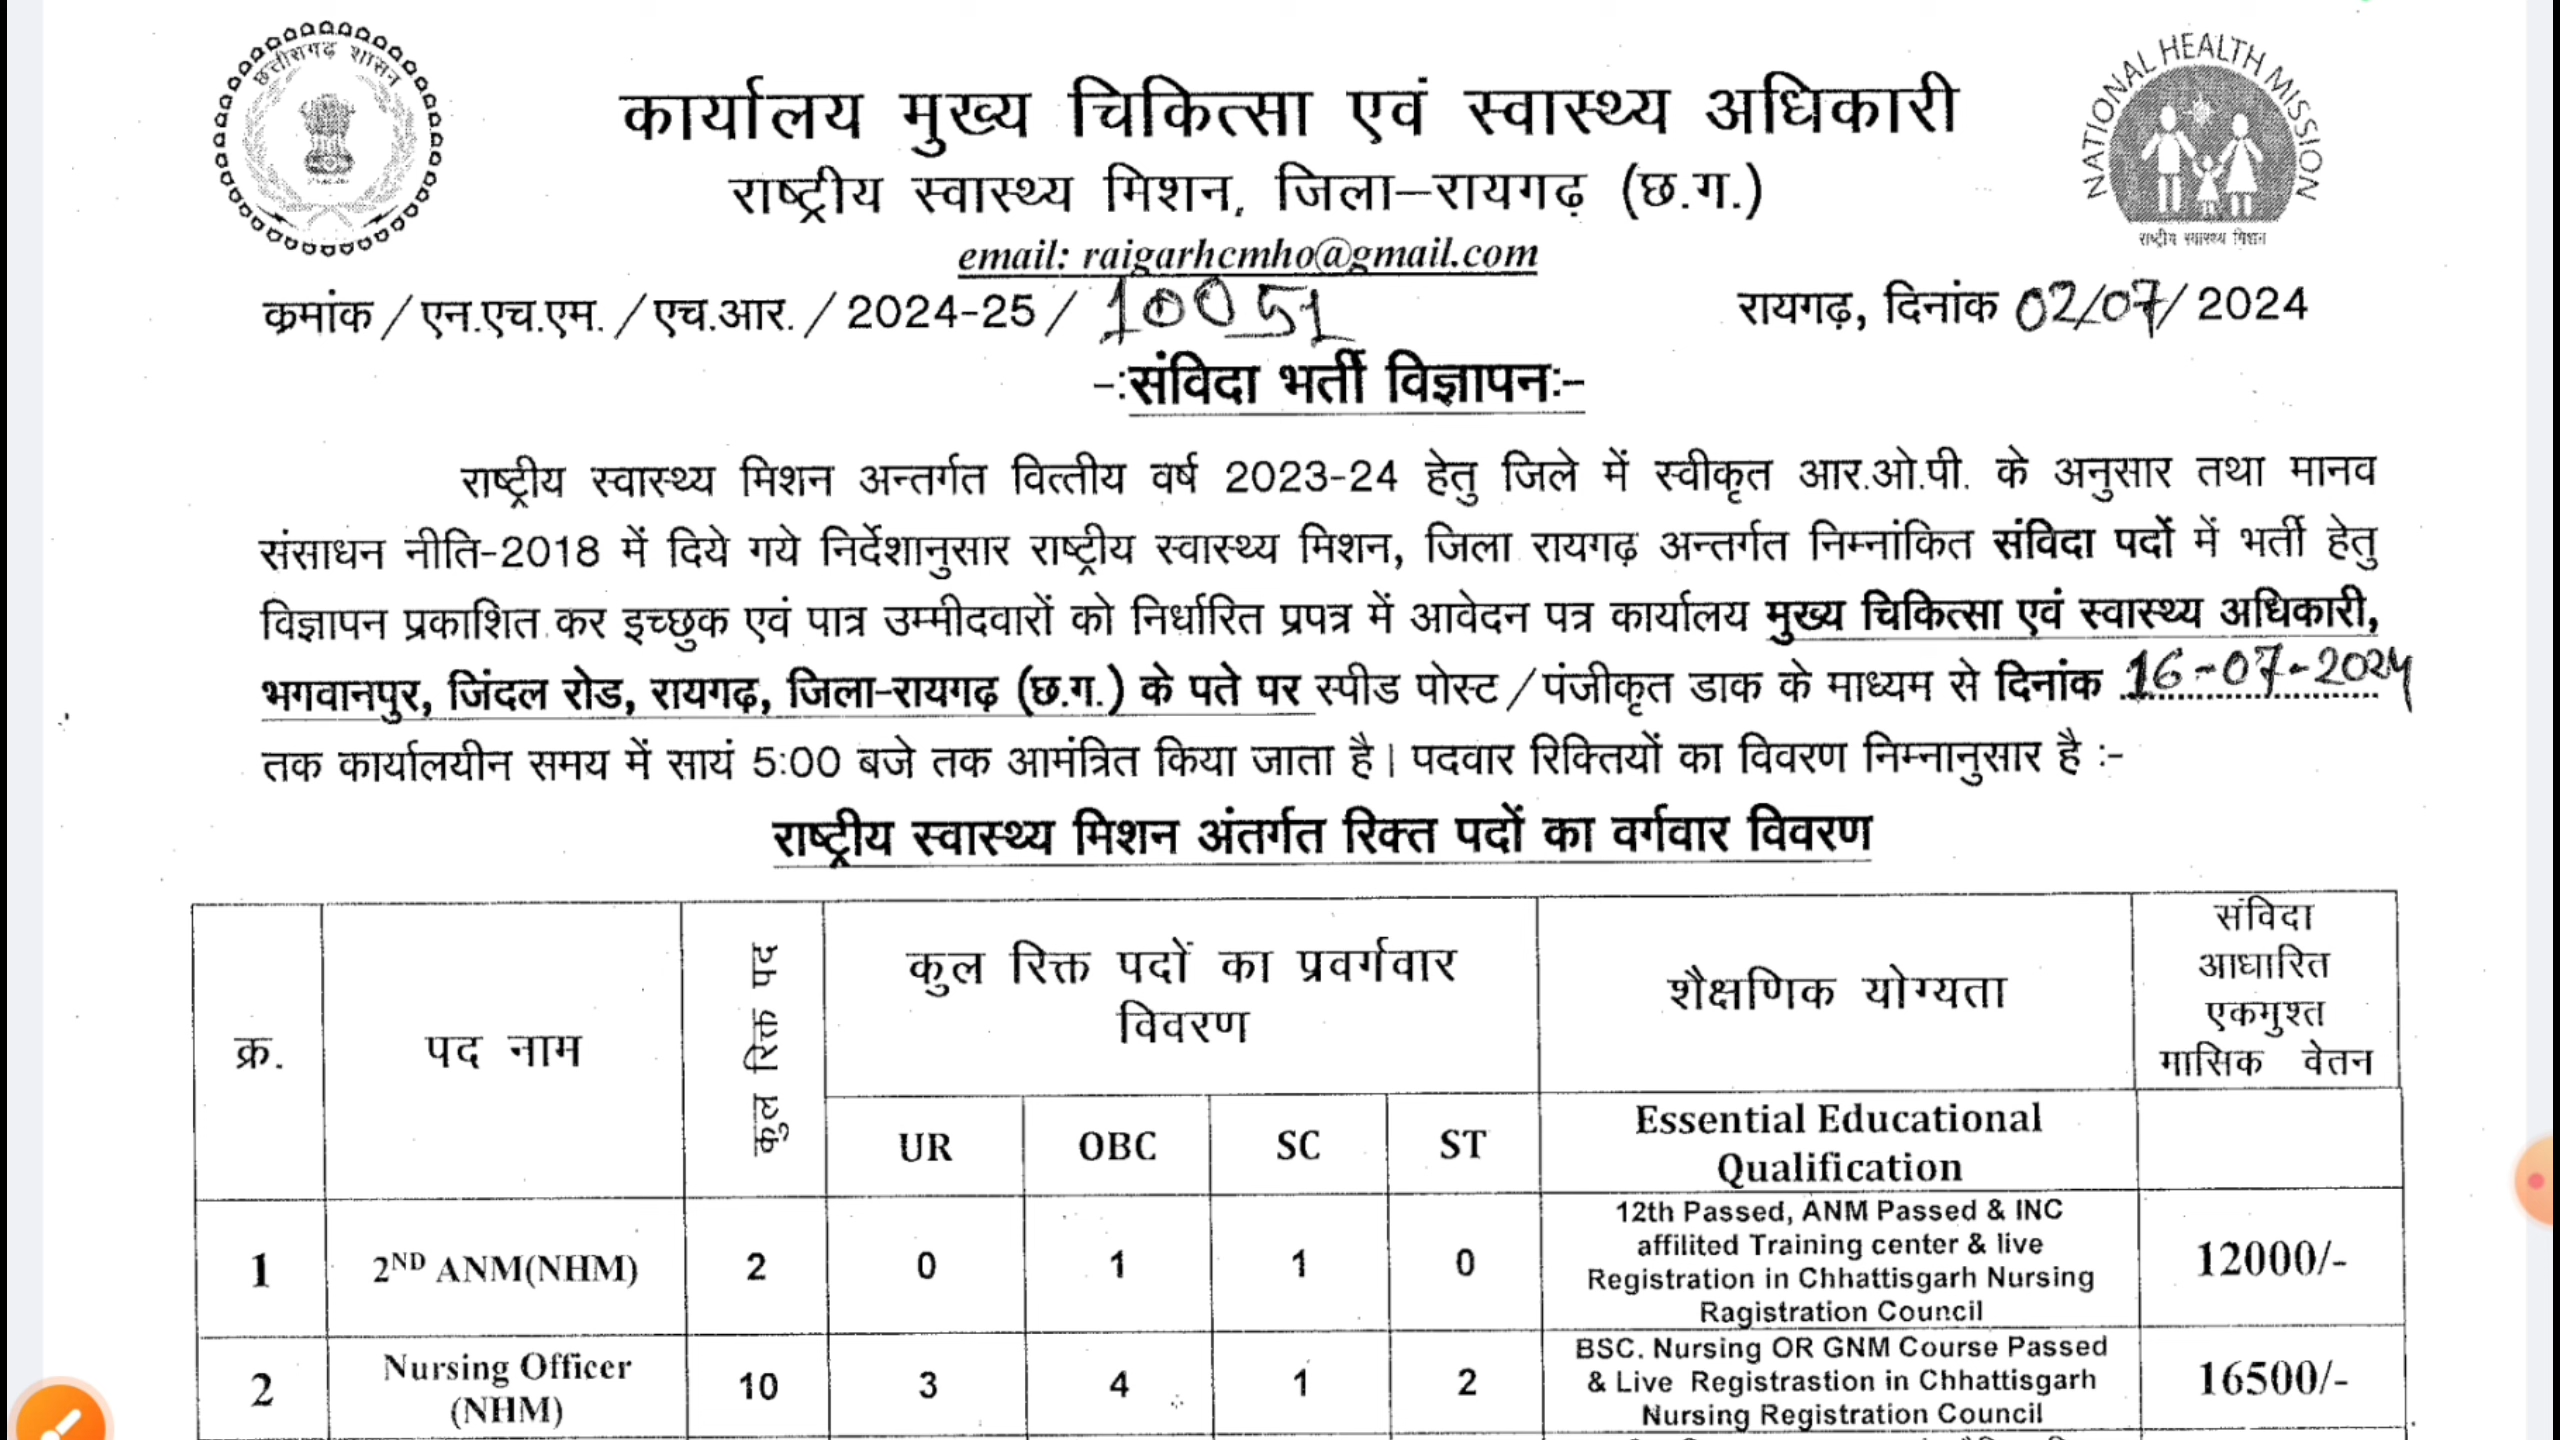 छत्तीसगढ़ शासन
NATIONAL HEALTH MISSION
राष्ट्रीय स्वास्थ्य मिशन
कार्यालय मुख्य चिकित्सा एवं स्वास्थ्य अधिकारी
राष्ट्रीय स्वास्थ्य मिशन, जिला–रायगढ़ (छ.ग.)
email: raigarhcmho@gmail.com
क्रमांक / एन.एच.एम. / एच.आर. / 2024-25 / 10051 रायगढ़, दिनांक 02/07/ 2024
-:संविदा भर्ती विज्ञापन:-
राष्ट्रीय स्वास्थ्य मिशन अन्तर्गत वित्तीय वर्ष 2023-24 हेतु जिले में स्वीकृत आर.ओ.पी. के अनुसार तथा मानव
संसाधन नीति-2018 में दिये गये निर्देशानुसार राष्ट्रीय स्वास्थ्य मिशन, जिला रायगढ़ अन्तर्गत निम्नांकित संविदा पदों में भर्ती हेतु
विज्ञापन प्रकाशित कर इच्छुक एवं पात्र उम्मीदवारों को निर्धारित प्रपत्र में आवेदन पत्र कार्यालय मुख्य चिकित्सा एवं स्वास्थ्य अधिकारी,
भगवानपुर, जिंदल रोड, रायगढ़, जिला-रायगढ़ (छ.ग.) के पते पर स्पीड पोस्ट / पंजीकृत डाक के माध्यम से दिनांक 16-07-2024
तक कार्यालयीन समय में सायं 5:00 बजे तक आमंत्रित किया जाता है। पदवार रिक्तियों का विवरण निम्नानुसार है :-
राष्ट्रीय स्वास्थ्य मिशन अंतर्गत रिक्त पदों का वर्गवार विवरण
क्र.
पद नाम
कुल रिक्त पद
कुल रिक्त पदों का प्रवर्गवार
विवरण
शैक्षणिक योग्यता
संविदा
आधारित
एकमुश्त
मासिक वेतन
UR OBC SC ST
Essential Educational
Qualification
1 2ND ANM(NHM) 2 0 1 1 0
12th Passed, ANM Passed & INC
affilited Training center & live
Registration in Chhattisgarh Nursing
Ragistration Council
12000/-
2
Nursing Officer
(NHM)
10 3 4 1 2
BSC. Nursing OR GNM Course Passed
& Live Registrastion in Chhattisgarh
Nursing Registration Council
16500/-